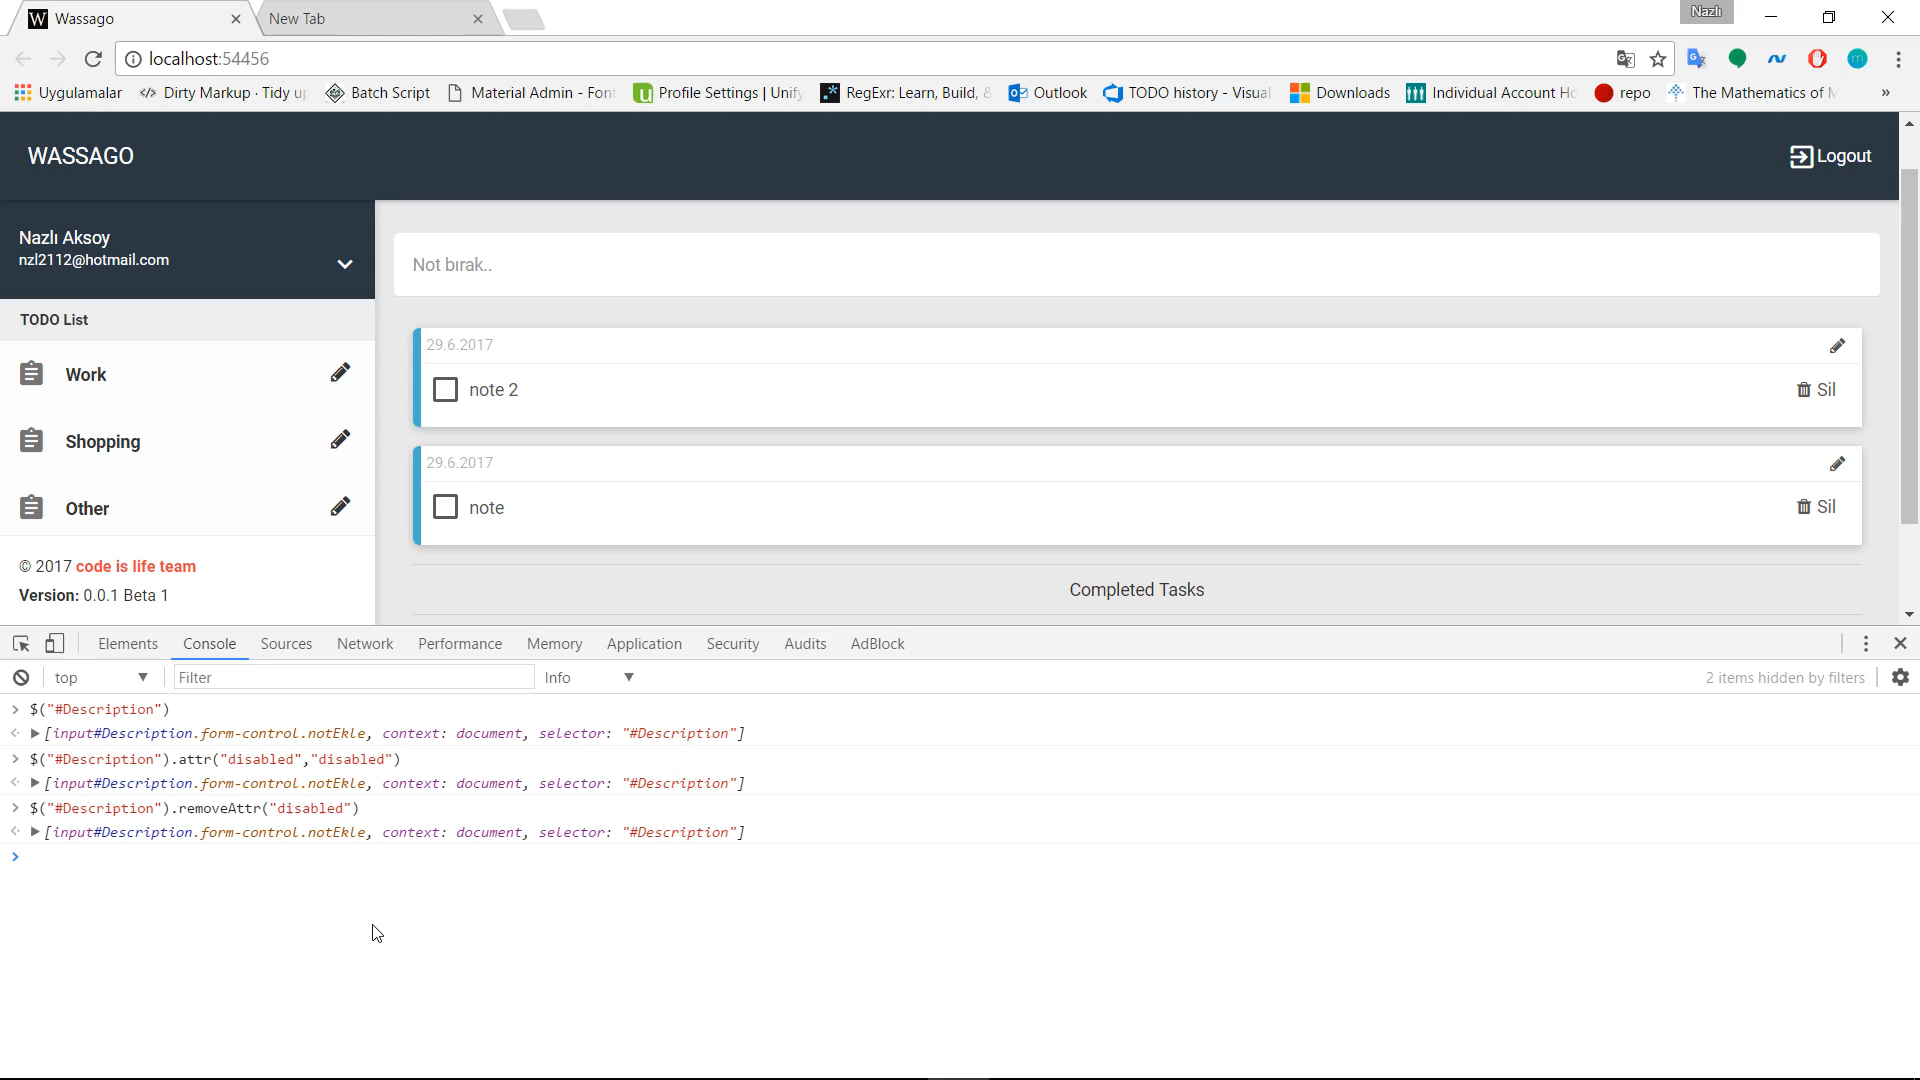 Wassago
New Tab
Nazlı
localhost:54456
Uygulamalar
Dirty Markup · Tidy
Batch Script
Material Admin -
Profile Settings |
RegExr: Learn, Build,
Outlook
TODO history - Visual
Downloads
Individual Account
repo
The Mathematics of
»
WASSAGO
Logout
Nazlı Aksoy
nzl2112@hotmail.com
TODO List
Work
Shopping
Other
© 2017 code is life team
Version: 0.0.1 Beta 1
Not bırak..
29.6.2017
note 2
Sil
29.6.2017
note
Sil
Completed Tasks
Elements Console Sources Network Performance Memory Application Security Audits AdBlock
top
Filter
Info
2 items hidden by filters
> $("#Description")
[input#Description.form-control.notEkle, context: document, selector: "#Description"]
> $("#Description").attr("disabled","disabled")
[input#Description.form-control.notEkle, context: document, selector: "#Description"]
> $("#Description").removeAttr("disabled")
[input#Description.form-control.notEkle, context: document, selector: "#Description"]
>